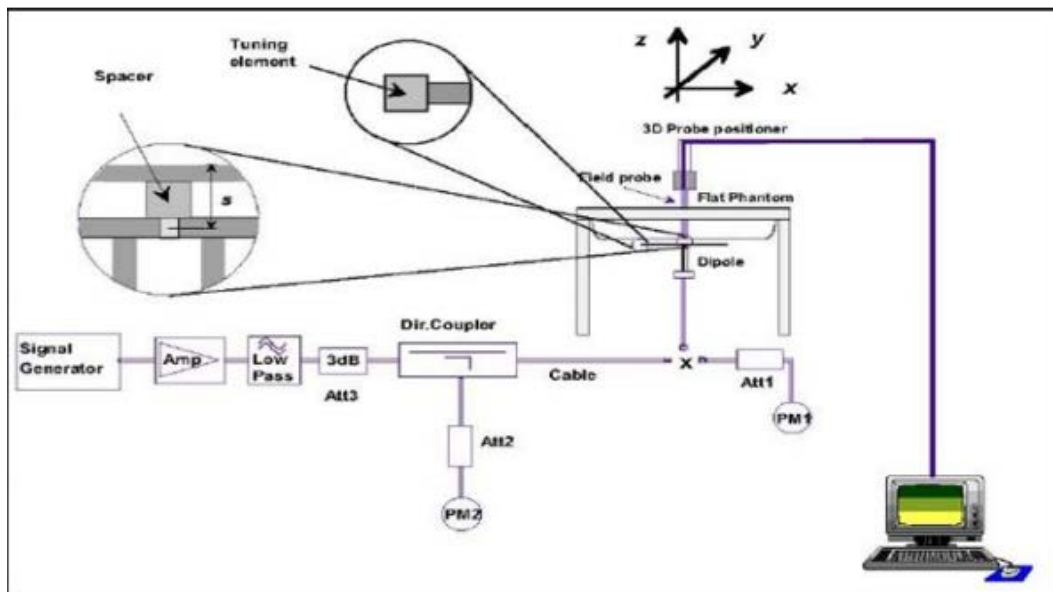 Tuning
element
Spacer
z
y
x
3D Probe positioner
Field probe
Flat Phantom
s
Dipole
Signal
Generator
Amp
Low
Pass
3dB
Att3
Dir.Coupler
Cable
x
Att1
PM1
Att2
PM2